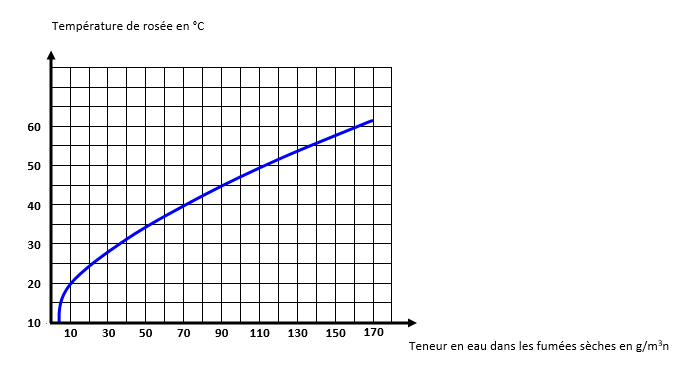 Température de rosée en °C
60
50
40
30
20
10
10 30 50 70 90 110 130 150 170
Teneur en eau dans les fumées sèches en g/m³n